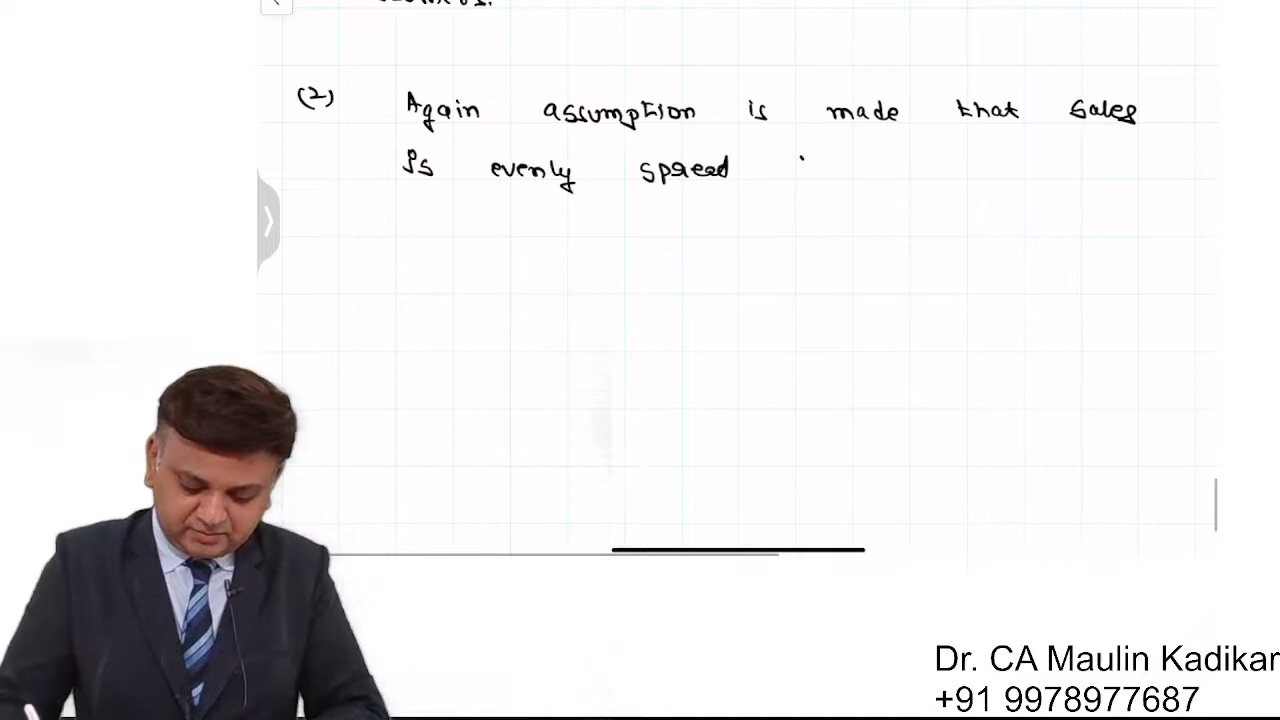 (2) Again assumption is made that Sales
Is evenly spread
Dr. CA Maulin Kadikar
+91 9978977687